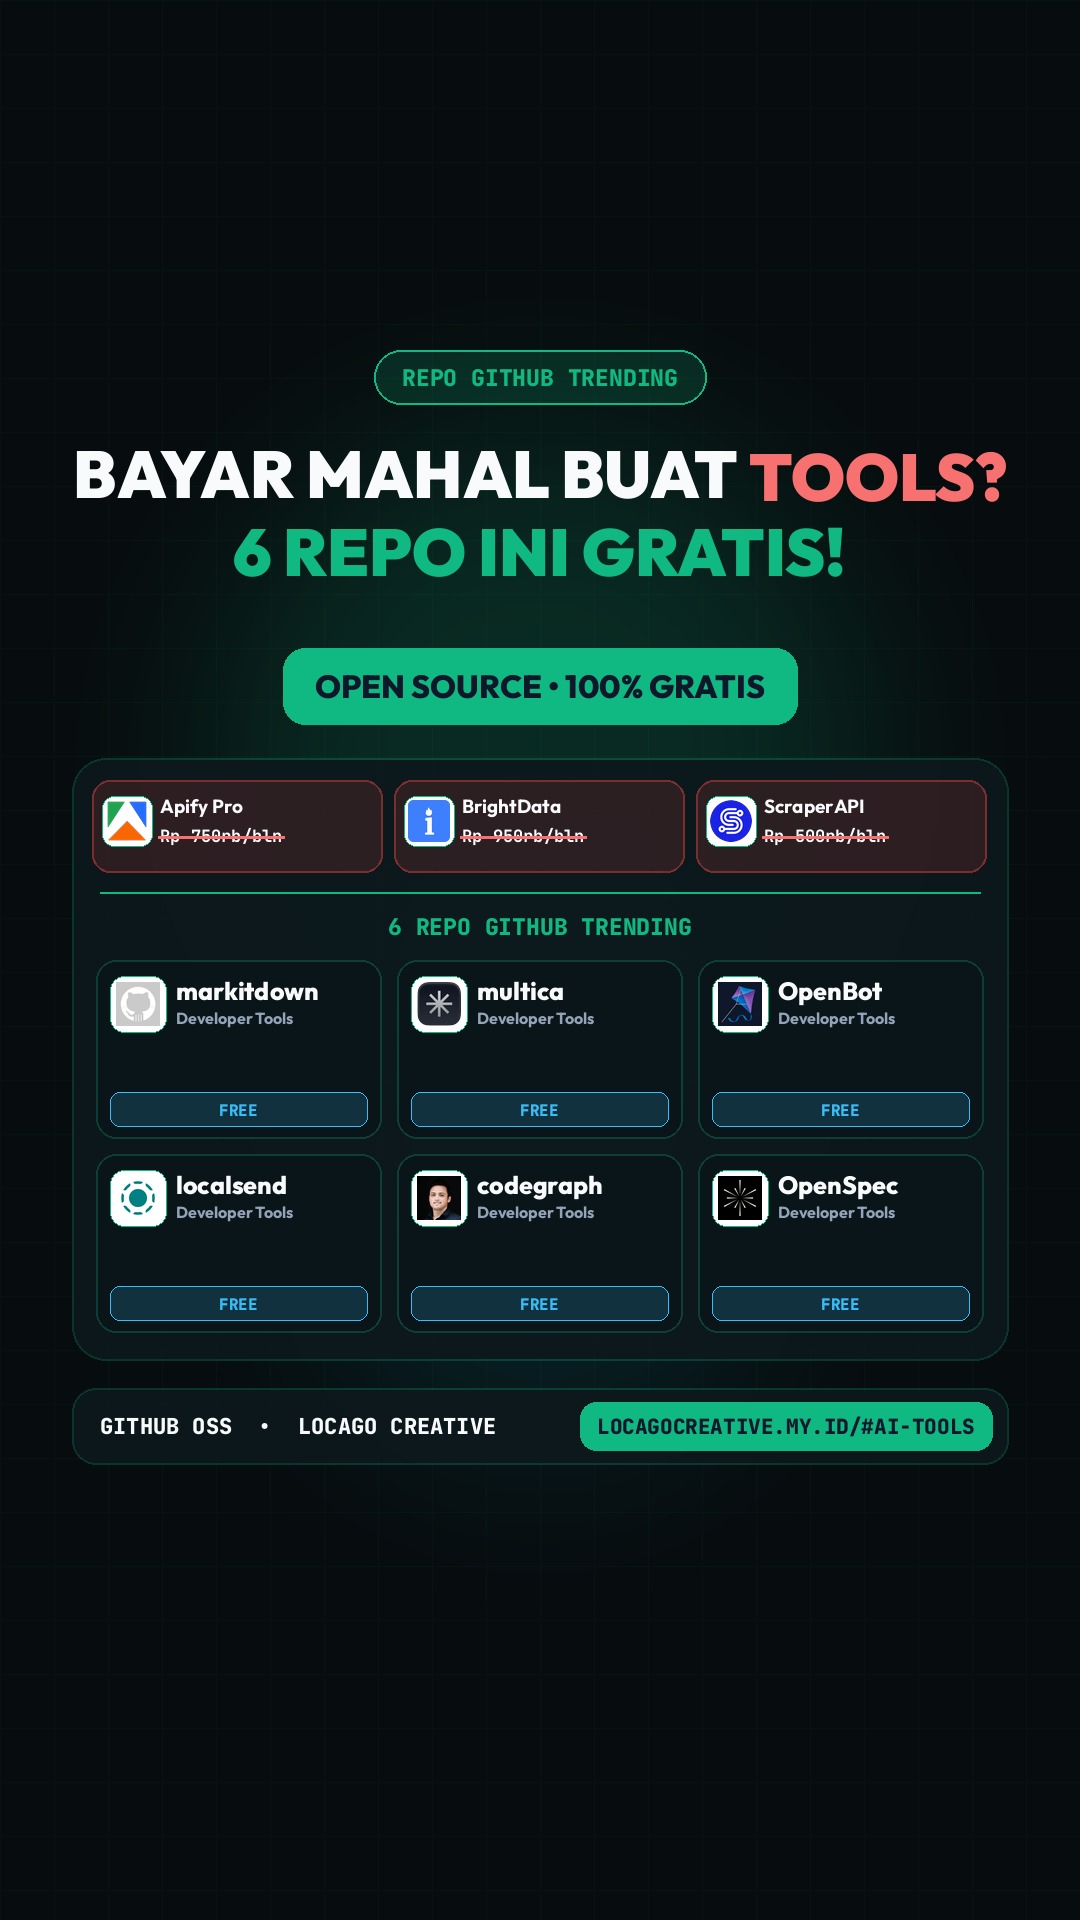 REPO GITHUB TRENDING
BAYAR MAHAL BUAT TOOLS?
6 REPO INI GRATIS!
OPEN SOURCE • 100% GRATIS
Apify Pro
Rp 750rb/bln
BrightData
Rp 950rb/bln
ScraperAPI
Rp 500rb/bln
6 REPO GITHUB TRENDING
markitdown
Developer Tools
FREE
multica
Developer Tools
FREE
OpenBot
Developer Tools
FREE
localsend
Developer Tools
FREE
codegraph
Developer Tools
FREE
OpenSpec
Developer Tools
FREE
GITHUB OSS • LOCAGO CREATIVE
LOCAGOCREATIVE.MY.ID/#AI-TOOLS